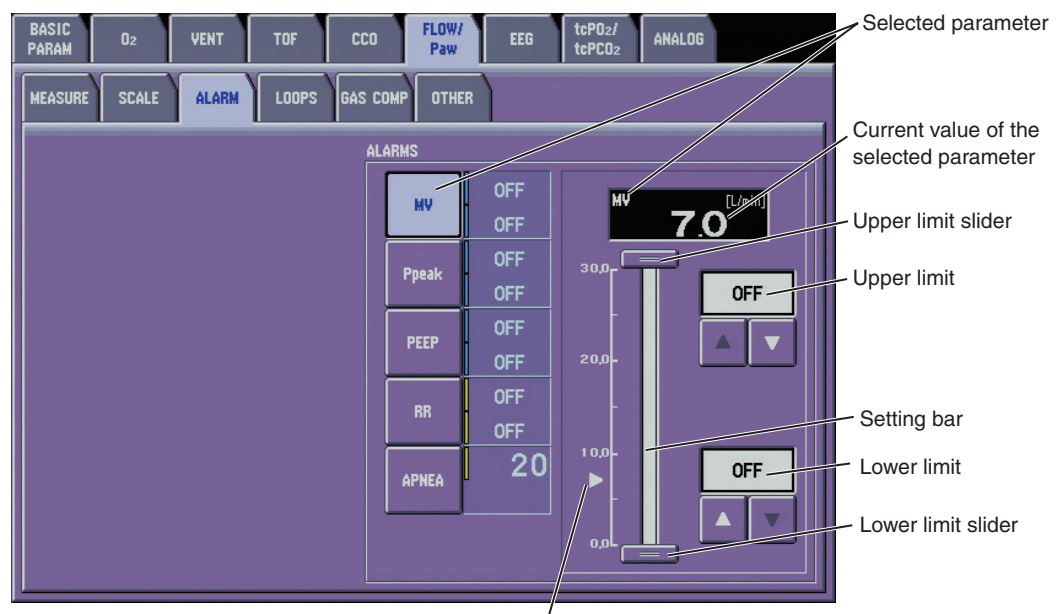 BASIC PARAM
O2
VENT
TOF
CCO
FLOW/ Paw
EEG
tcPO2/ tcPCO2
ANALOG
Selected parameter
MEASURE
SCALE
ALARM
LOOPS
GAS COMP
OTHER
ALARMS
Current value of the
selected parameter
MV
OFF
OFF
MV
[L/min]
7.0
Upper limit slider
Ppeak
OFF
OFF
30,0
OFF
Upper limit
PEEP
OFF
OFF
20,0
RR
OFF
OFF
Setting bar
APNEA
20
10,0
OFF
Lower limit
0,0
Lower limit slider